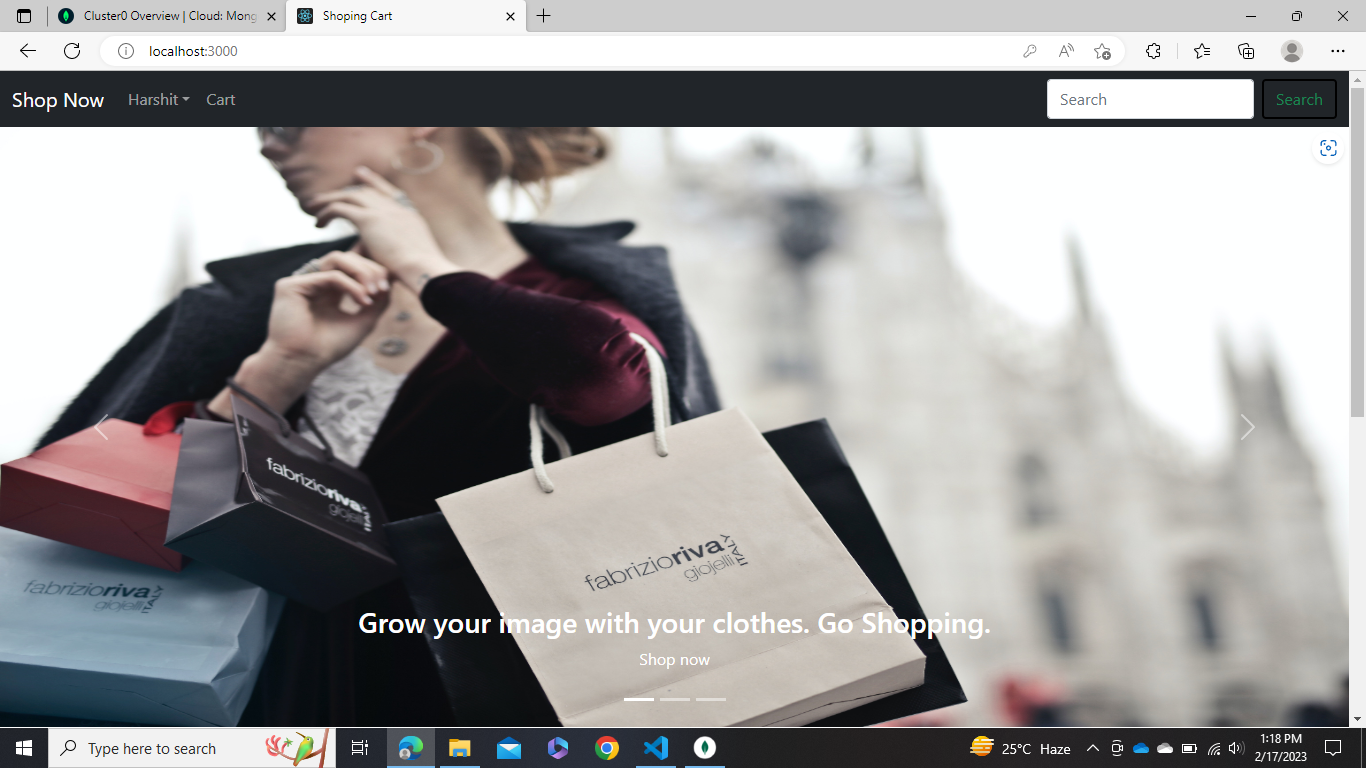 Cluster0 Overview | Cloud: Mong
Shoping Cart
localhost:3000
Shop Now
Harshit
Cart
Search
Search
fabrizioriva
gioielli
ITALY
fabrizioriva
gioielli
ITALY
fabrizioriva
gioielli
ITALY
Grow your image with your clothes. Go Shopping.
Shop now
Type here to search
25°C Haze
1:18 PM
2/17/2023